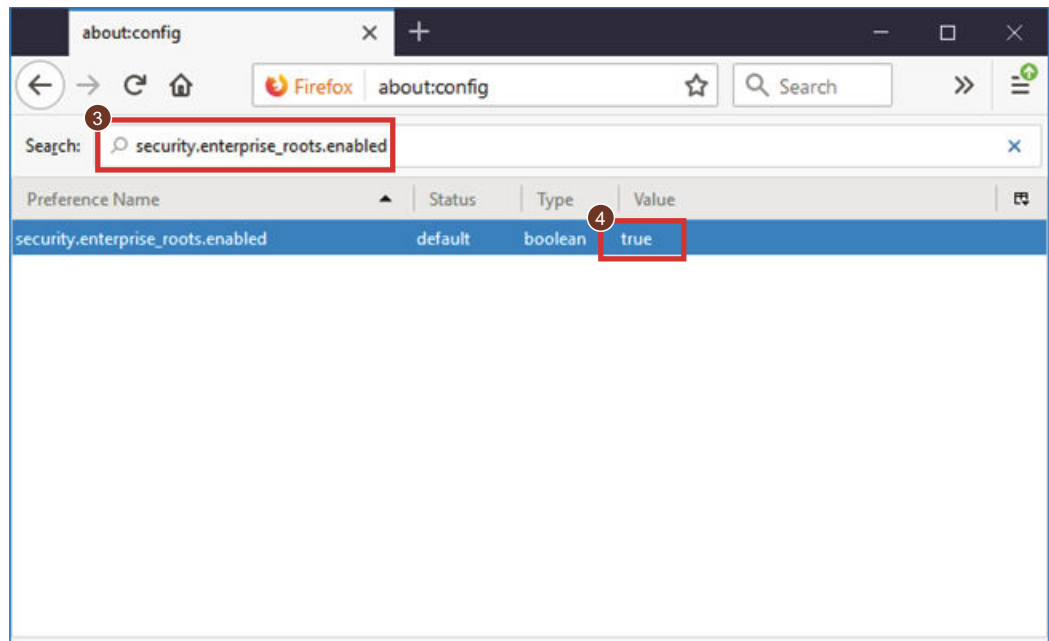 about:config
Firefox about:config Search
3
Search: security.enterprise_roots.enabled
Preference Name Status Type Value
4
security.enterprise_roots.enabled default boolean true